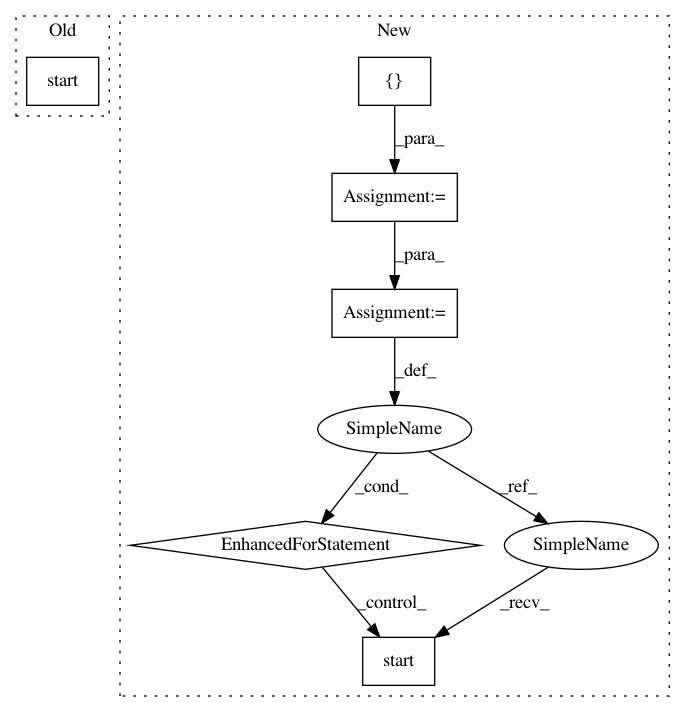 Old
New
start
{}
_para_
Assignment:=
_para_
Assignment:=
_def_
SimpleName
_cond_
_ref_
EnhancedForStatement
SimpleName
_control_
_recv_
start